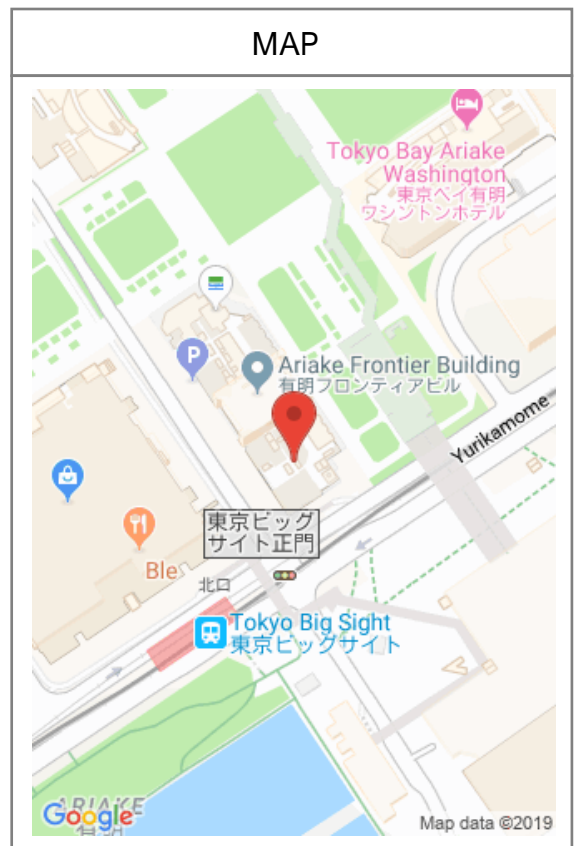 MAP
Tokyo Bay Ariake
Washington
東京ベイ有明
ワシントンホテル
P
Ariake Frontier Building
有明フロンティアビル
Yurikamome
東京ビッグ
サイト正門
Ble
北口
Tokyo Big Sight
東京ビッグサイト
ARIAKE
Google
Map data ©2019